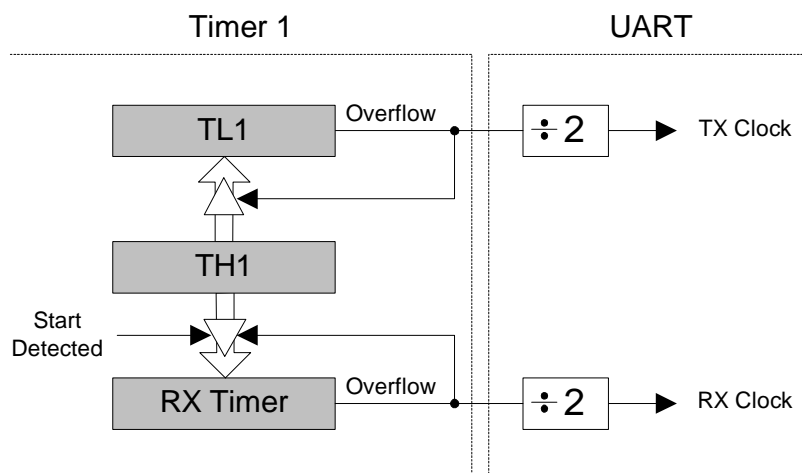 Timer 1
UART
TL1
Overflow
÷2
TX Clock
TH1
Start
Detected
RX Timer
Overflow
÷2
RX Clock